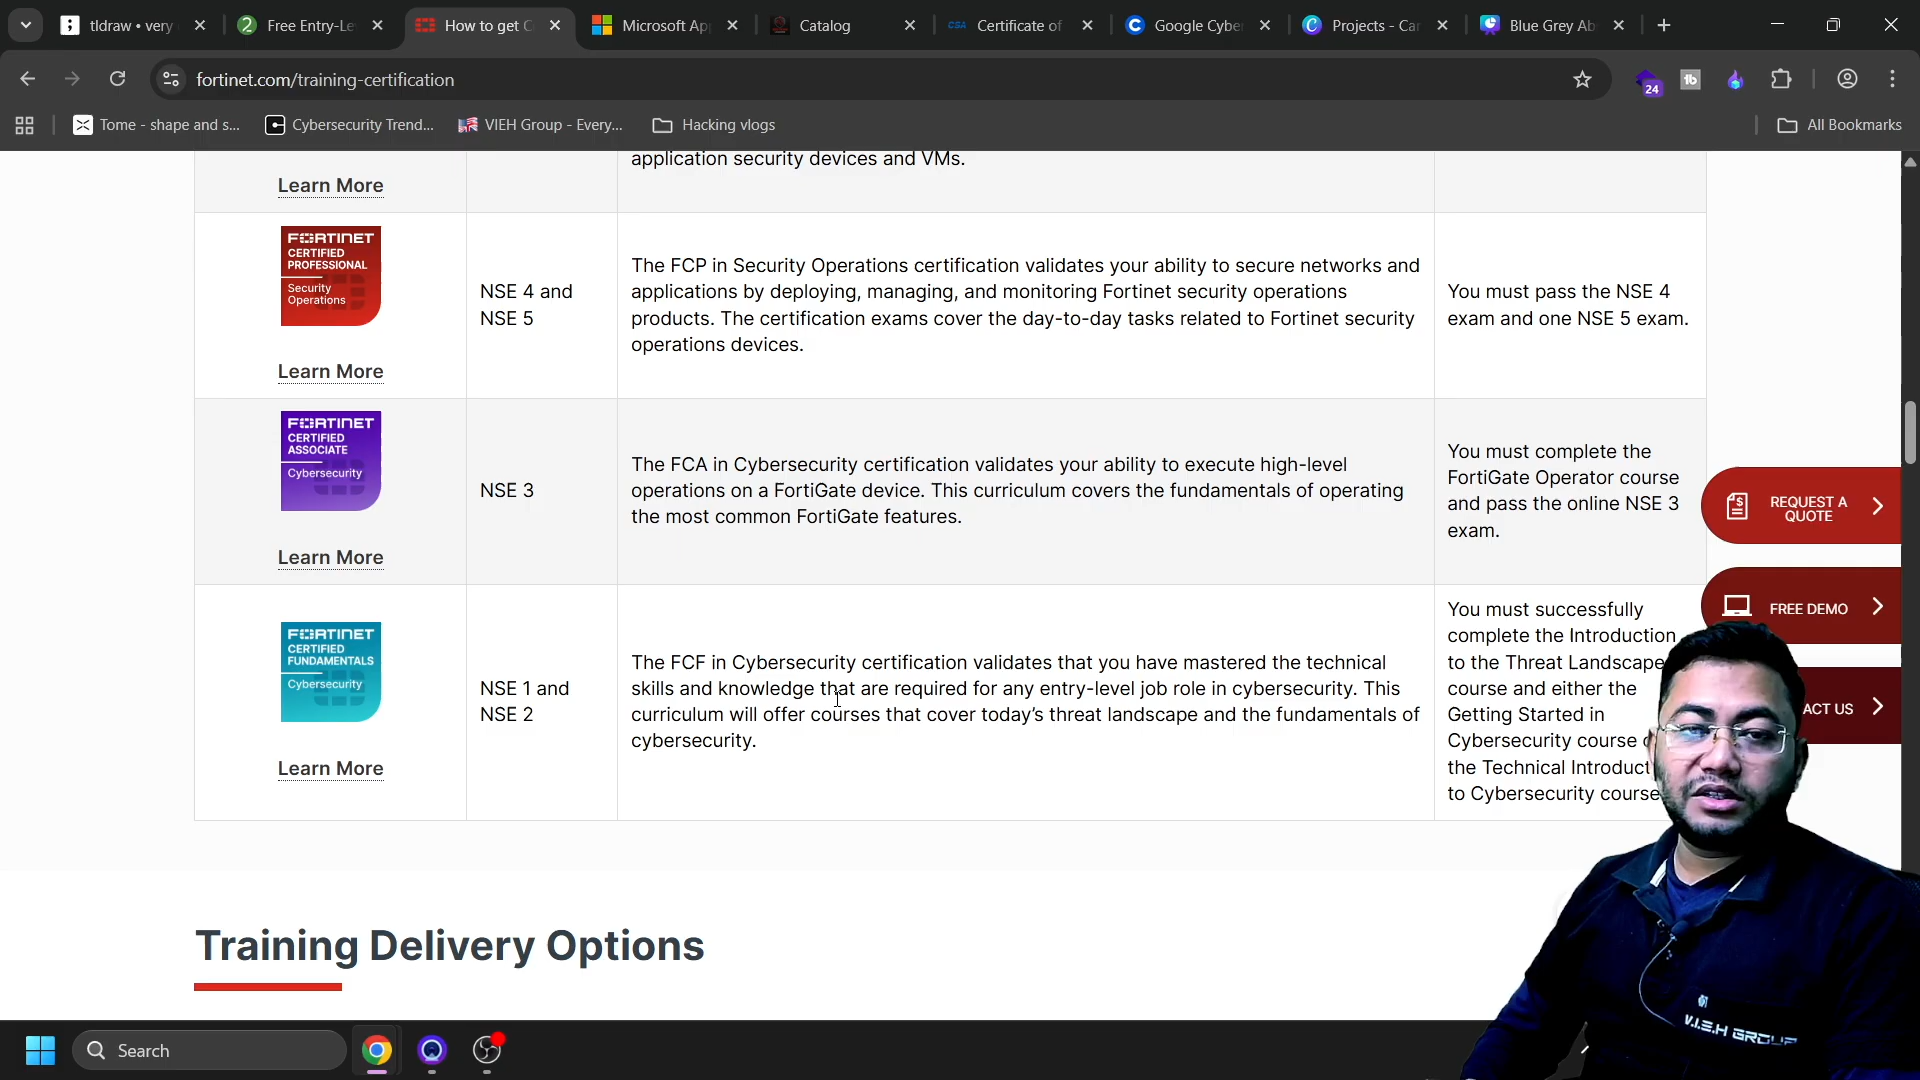 tldraw • very
Free Entry-Le
How to get C
Microsoft Ap
Catalog
Certificate of
Google Cyber
Projects - Car
Blue Grey Ab
fortinet.com/training-certification
24
Tome - shape and s...
Cybersecurity Trend...
VIEH Group - Every...
Hacking vlogs
All Bookmarks
application security devices and VMs.
Learn More
FORTINET
CERTIFIED
PROFESSIONAL
Security
Operations
Learn More
NSE 4 and
NSE 5
The FCP in Security Operations certification validates your ability to secure networks and
applications by deploying, managing, and monitoring Fortinet security operations
products. The certification exams cover the day-to-day tasks related to Fortinet security
operations devices.
You must pass the NSE 4
exam and one NSE 5 exam.
FORTINET
CERTIFIED
ASSOCIATE
Cybersecurity
Learn More
NSE 3
The FCA in Cybersecurity certification validates your ability to execute high-level
operations on a FortiGate device. This curriculum covers the fundamentals of operating
the most common FortiGate features.
You must complete the
FortiGate Operator course
and pass the online NSE 3
exam.
REQUEST A
QUOTE
FREE DEMO
ACT US
FORTINET
CERTIFIED
FUNDAMENTALS
Cybersecurity
Learn More
NSE 1 and
NSE 2
The FCF in Cybersecurity certification validates that you have mastered the technical
skills and knowledge that are required for any entry-level job role in cybersecurity. This
curriculum will offer courses that cover today's threat landscape and the fundamentals of
cybersecurity.
You must successfully
complete the Introduction
to the Threat Landscape
course and either the
Getting Started in
Cybersecurity course
the Technical Introduct
to Cybersecurity course
Training Delivery Options
V.I.E.H GROUP
Search